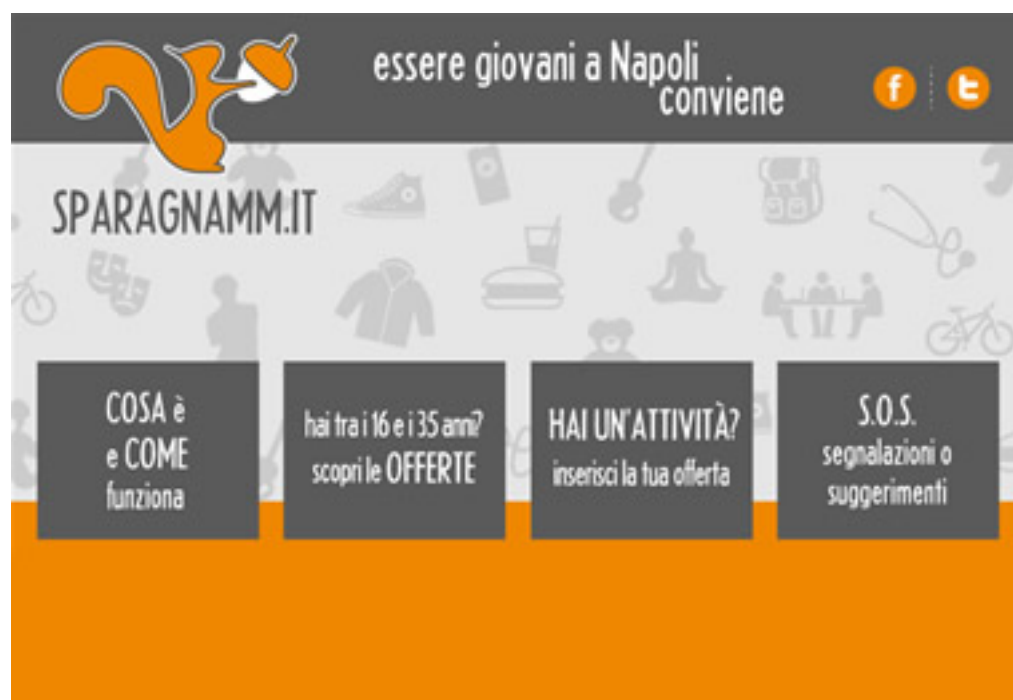 essere giovani a Napoli
conviene
f
t
SPARAGNAMM.IT
COSA è
e COME
funziona
hai tra i 16 e i 35 anni?
scopri le OFFERTE
HAI UN'ATTIVITÀ?
inserisci la tua offerta
S.O.S.
segnalazioni o
suggerimenti